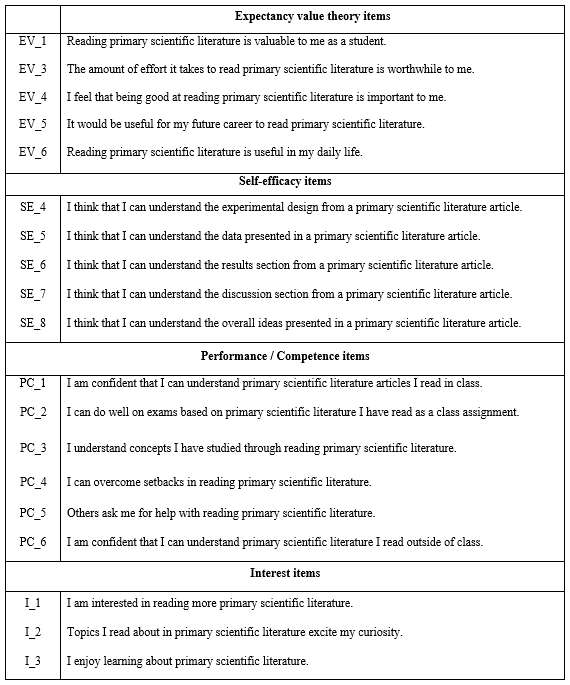 Expectancy value theory items
EV_1 Reading primary scientific literature is valuable to me as a student.
EV_3 The amount of effort it takes to read primary scientific literature is worthwhile to me.
EV_4 I feel that being good at reading primary scientific literature is important to me.
EV_5 It would be useful for my future career to read primary scientific literature.
EV_6 Reading primary scientific literature is useful in my daily life.
Self-efficacy items
SE_4 I think that I can understand the experimental design from a primary scientific literature article.
SE_5 I think that I can understand the data presented in a primary scientific literature article.
SE_6 I think that I can understand the results section from a primary scientific literature article.
SE_7 I think that I can understand the discussion section from a primary scientific literature article.
SE_8 I think that I can understand the overall ideas presented in a primary scientific literature article.
Performance / Competence items
PC_1 I am confident that I can understand primary scientific literature articles I read in class.
PC_2 I can do well on exams based on primary scientific literature I have read as a class assignment.
PC_3 I understand concepts I have studied through reading primary scientific literature.
PC_4 I can overcome setbacks in reading primary scientific literature.
PC_5 Others ask me for help with reading primary scientific literature.
PC_6 I am confident that I can understand primary scientific literature I read outside of class.
Interest items
I_1 I am interested in reading more primary scientific literature.
I_2 Topics I read about in primary scientific literature excite my curiosity.
I_3 I enjoy learning about primary scientific literature.